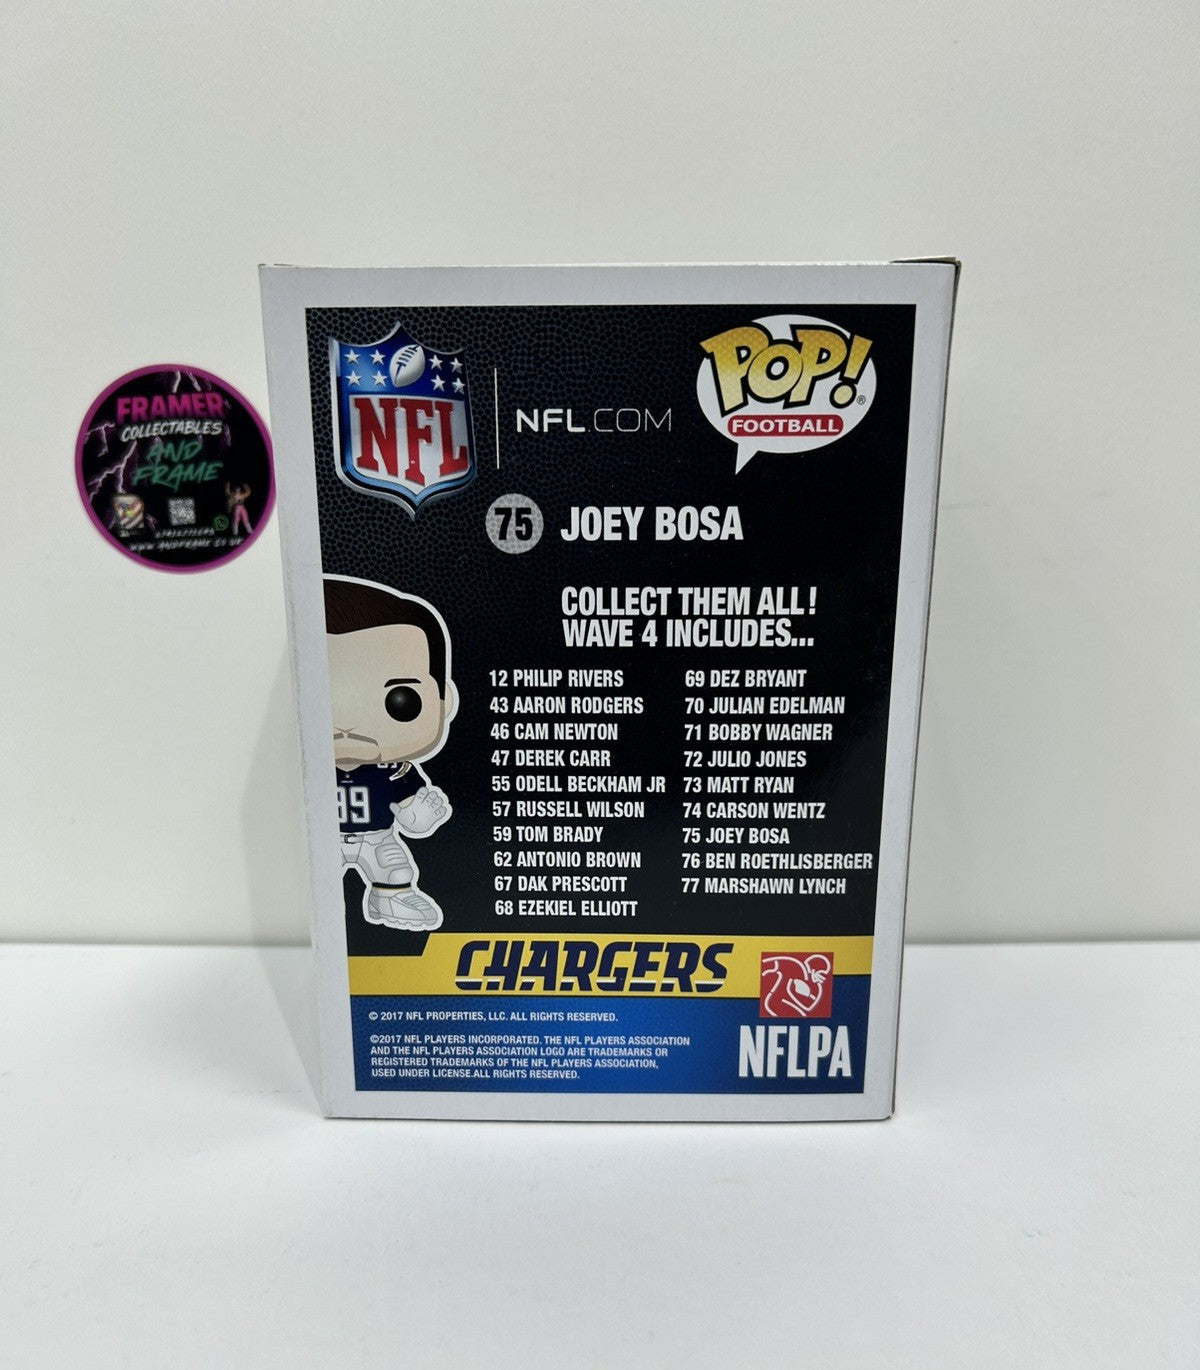 FRAMER
COLLECTABLES
AND
FRAME
NFL
NFL.COM
POP!®
FOOTBALL
75 JOEY BOSA
COLLECT THEM ALL!
WAVE 4 INCLUDES...
12 PHILIP RIVERS
43 AARON RODGERS
46 CAM NEWTON
47 DEREK CARR
55 ODELL BECKHAM JR
57 RUSSELL WILSON
59 TOM BRADY
62 ANTONIO BROWN
67 DAK PRESCOTT
68 EZEKIEL ELLIOTT
69 DEZ BRYANT
70 JULIAN EDELMAN
71 BOBBY WAGNER
72 JULIO JONES
73 MATT RYAN
74 CARSON WENTZ
75 JOEY BOSA
76 BEN ROETHLISBERGER
77 MARSHAWN LYNCH
99
CHARGERS
© 2017 NFL PROPERTIES, LLC. ALL RIGHTS RESERVED.
©2017 NFL PLAYERS INCORPORATED. THE NFL PLAYERS ASSOCIATION
AND THE NFL PLAYERS ASSOCIATION LOGO ARE TRADEMARKS OR
REGISTERED TRADEMARKS OF THE NFL PLAYERS ASSOCIATION,
USED UNDER LICENSE.ALL RIGHTS RESERVED.
NFLPA